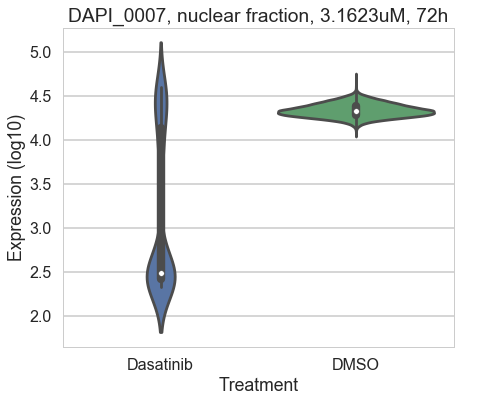 DAPI_0007, nuclear fraction, 3.1623uM, 72h
Expression (log10)
5.0
4.5
4.0
3.5
3.0
2.5
2.0
Dasatinib
DMSO
Treatment